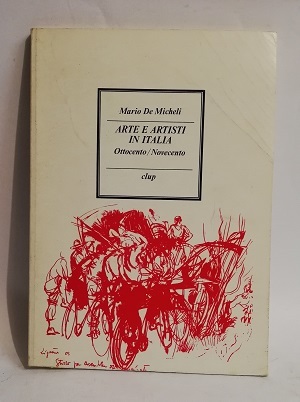 Mario De Micheli
ARTE E ARTISTI
IN ITALIA
Ottocento/Novecento
clup